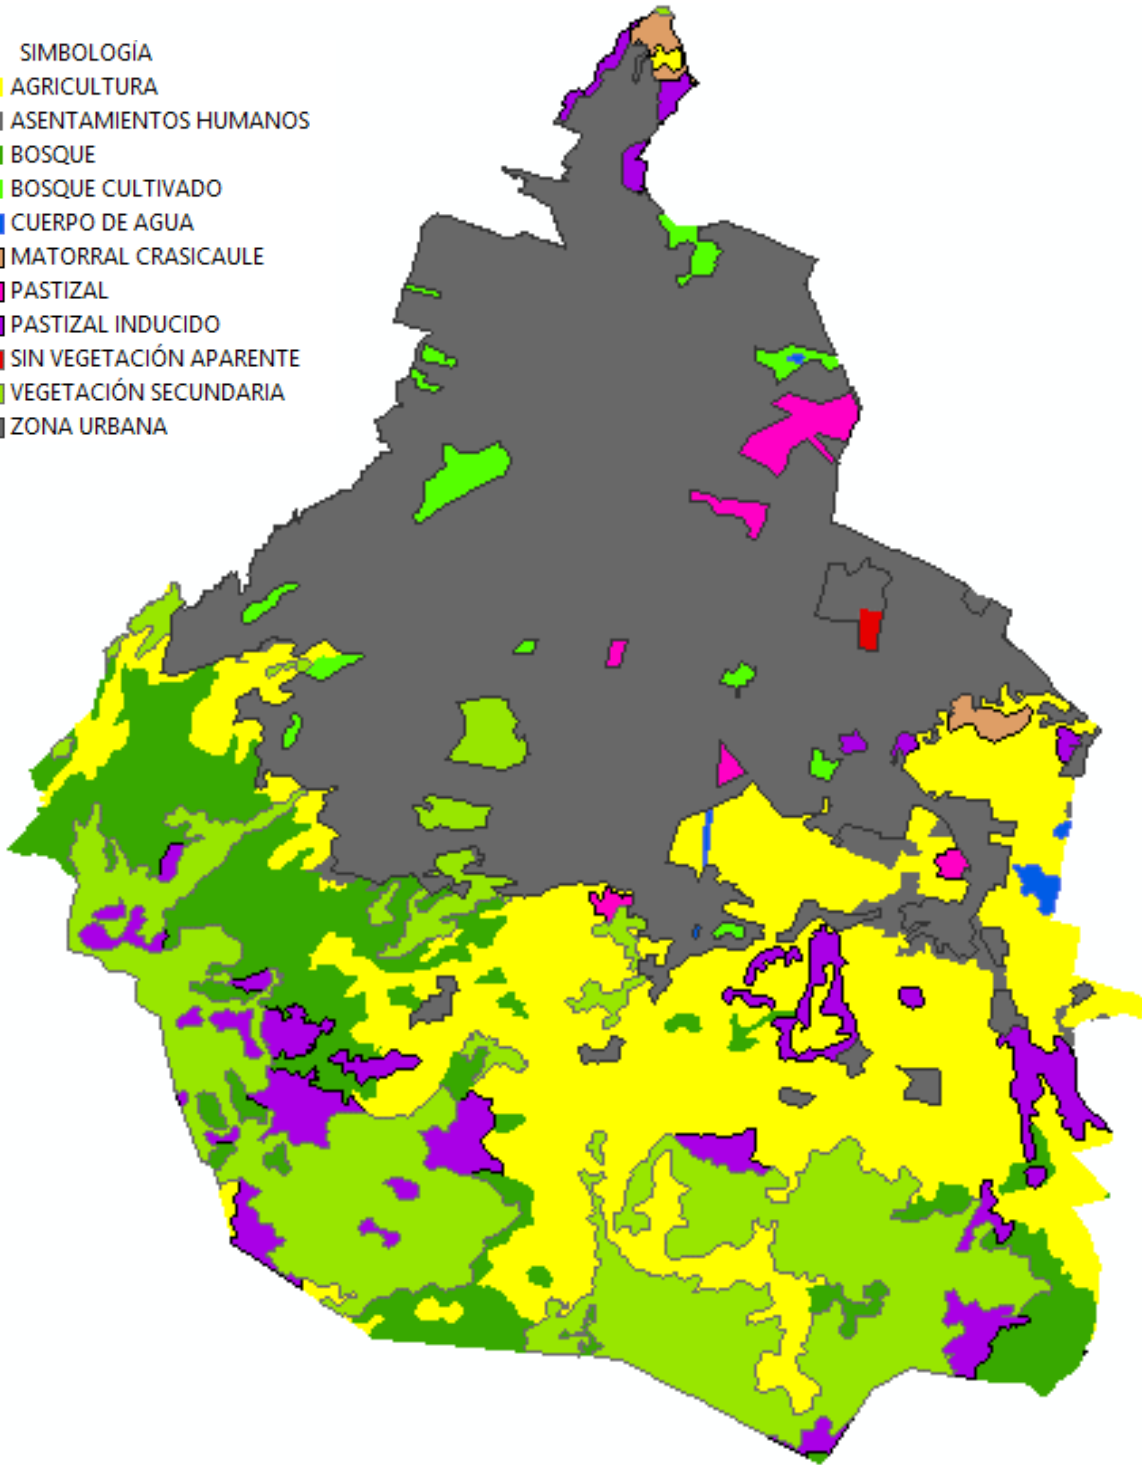 SIMBOLOGÍA
AGRICULTURA
ASENTAMIENTOS HUMANOS
BOSQUE
BOSQUE CULTIVADO
CUERPO DE AGUA
MATORRAL CRASICAULE
PASTIZAL
PASTIZAL INDUCIDO
SIN VEGETACIÓN APARENTE
VEGETACIÓN SECUNDARIA
ZONA URBANA